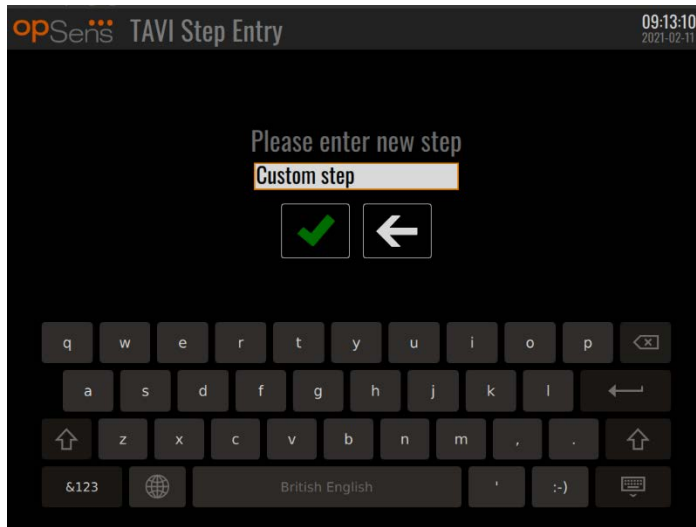 opSens TAVI Step Entry 09:13:10
2021-02-11
Please enter new step
Custom step
q w e r t y u i o p
a s d f g h j k l
z x c v b n m , .
&123 British English ' :-)